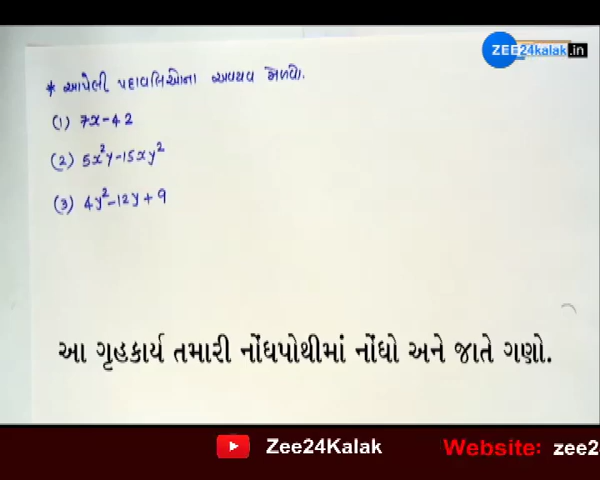 ZEE24kalak.in
* આપેલી પદાવલિઓના અવયવ મેળવો.
(1) 7x-42
(2) 5x²y-15xy²
(3) 4y²-12y+9
આ ગૃહકાર્ય તમારી નોંધપોથીમાં નોંધો અને જાતે ગણો.
Zee24Kalak Website: zee2